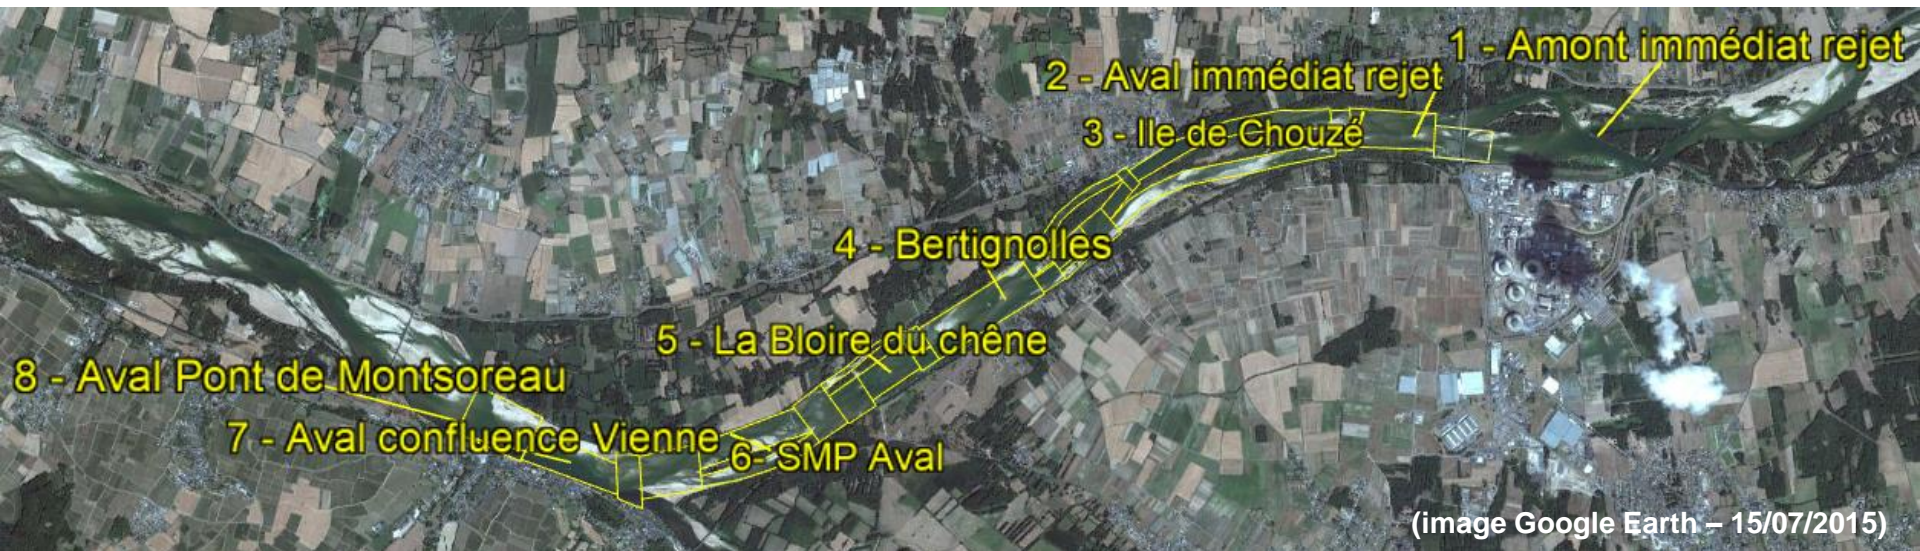 1 - Amont immédiat rejet
2 - Aval immédiat rejet
3 - Ile de Chouzé
4 - Bertignolles
5 - La Bloire du chêne
6- SMP Aval
7 - Aval confluence Vienne
8 - Aval Pont de Montsoreau
(image Google Earth – 15/07/2015)